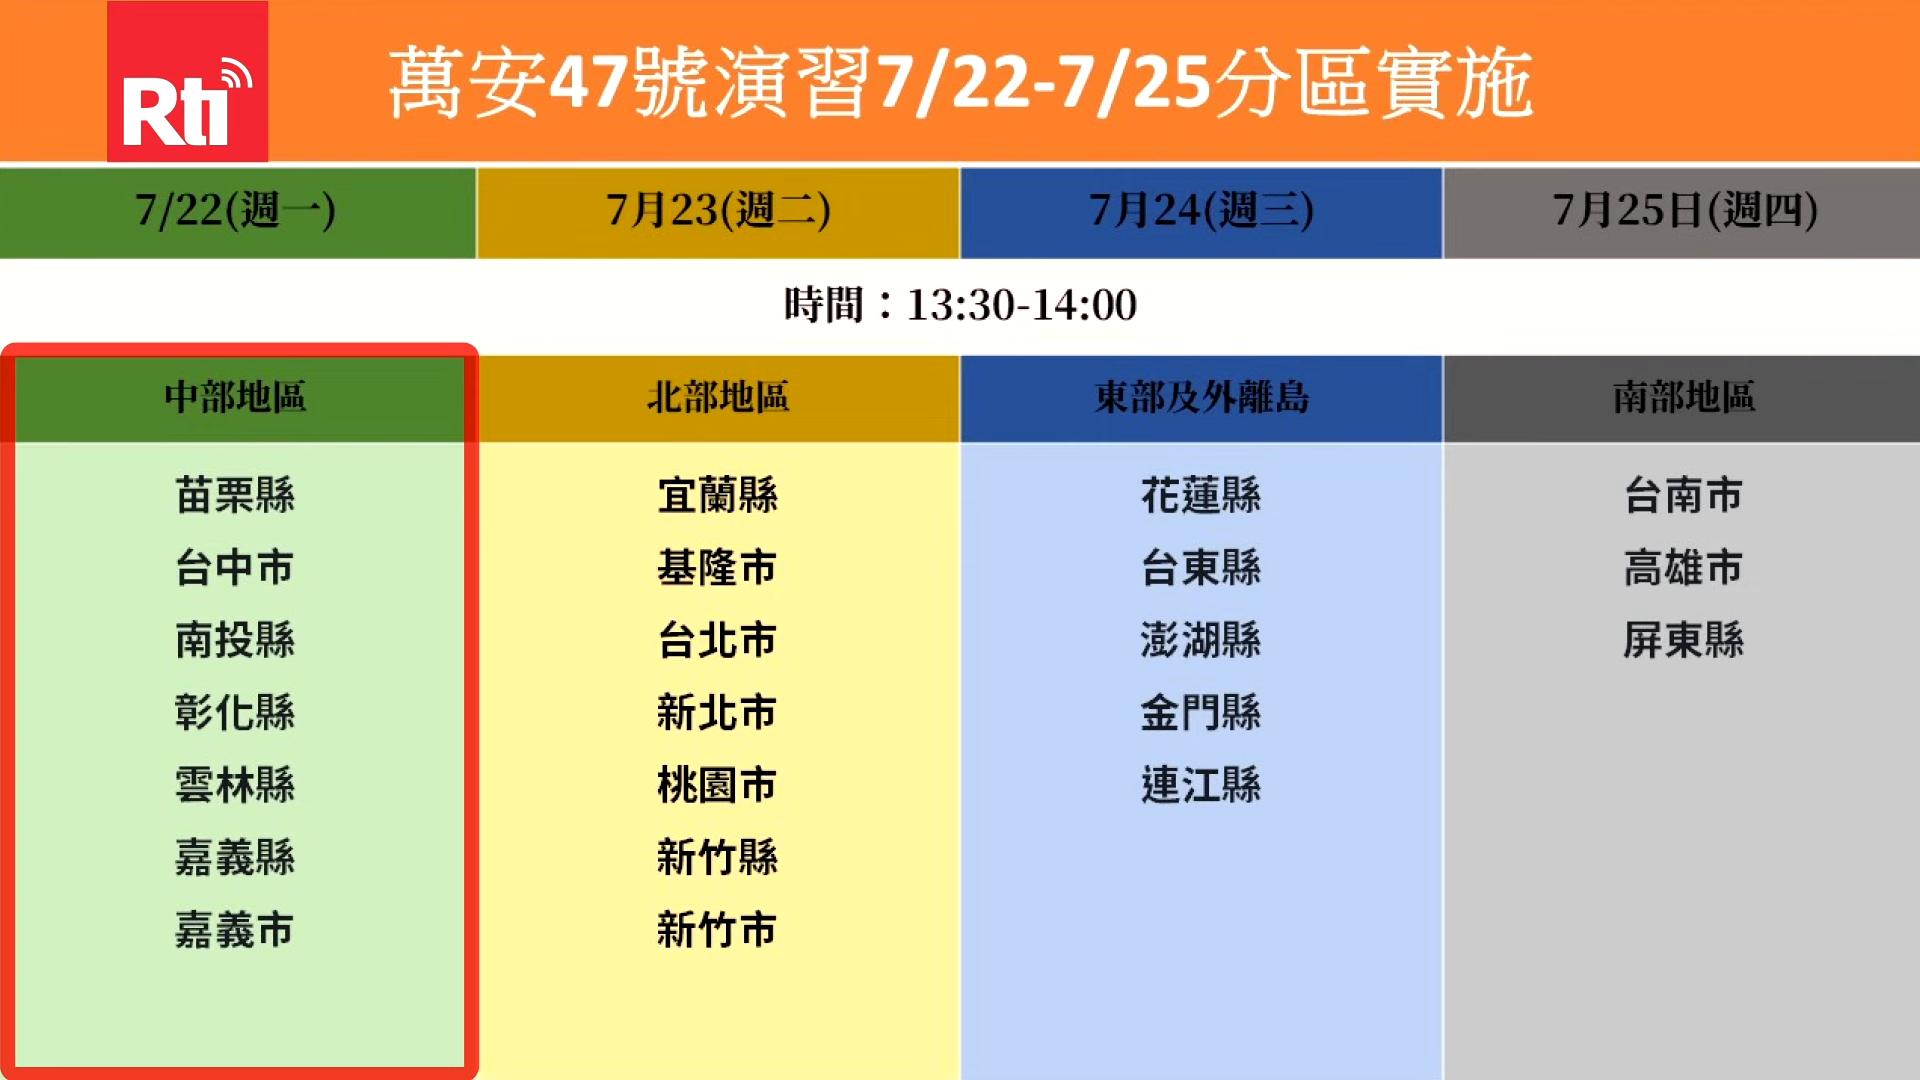 Rti
萬安47號演習7/22-7/25分區實施
7/22(週一)
7月23(週二)
7月24(週三)
7月25日(週四)
時間：13:30-14:00
中部地區
苗栗縣
台中市
南投縣
彰化縣
雲林縣
嘉義縣
嘉義市
北部地區
宜蘭縣
基隆市
台北市
新北市
桃園市
新竹縣
新竹市
東部及外離島
花蓮縣
台東縣
澎湖縣
金門縣
連江縣
南部地區
台南市
高雄市
屏東縣